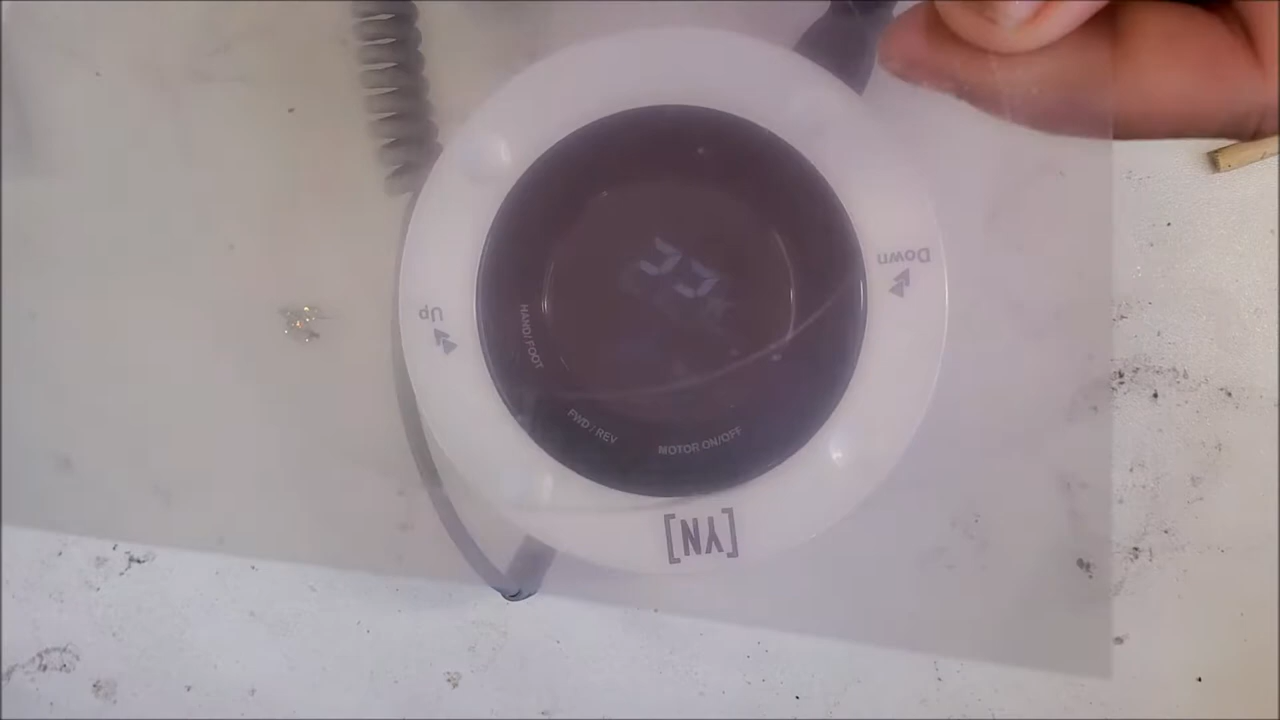 Down
Up
HAND/ FOOT
FWD / REV
MOTOR ON/OFF
[YN]